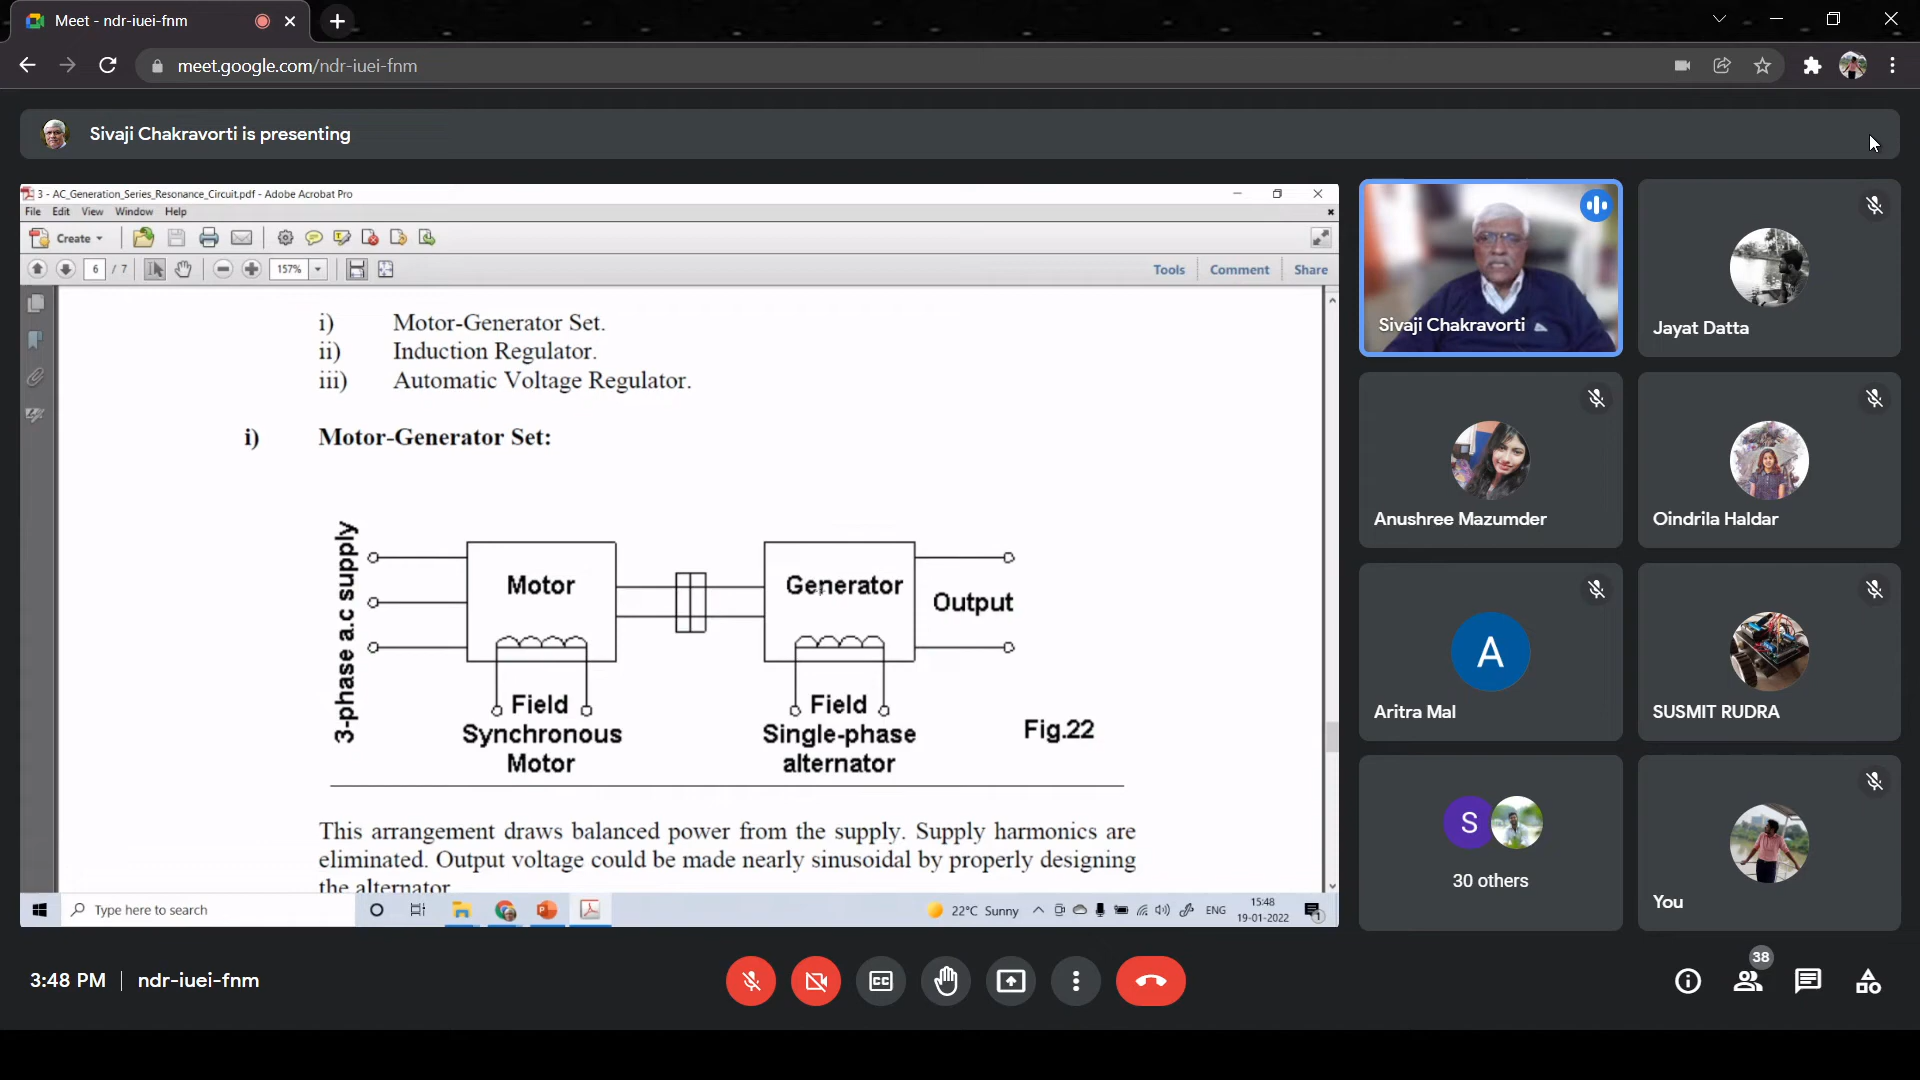 Meet - ndr-iuei-fnm
meet.google.com/ndr-iuei-fnm
Sivaji Chakravorti is presenting
3 - AC_Generation_Series_Resonance_Circuit.pdf - Adobe Acrobat Pro
File Edit View Window Help
Create
6 / 7 157% Tools Comment Share
i) Motor-Generator Set.
ii) Induction Regulator.
iii) Automatic Voltage Regulator.
i) Motor-Generator Set:
3-phase a.c supply
Motor
Generator
Output
Field
Synchronous
Motor
Field
Single-phase
alternator
Fig.22
This arrangement draws balanced power from the supply. Supply harmonics are
eliminated. Output voltage could be made nearly sinusoidal by properly designing
the alternator
Type here to search
22°C Sunny
ENG
15:48
19-01-2022
1
Sivaji Chakravorti
Jayat Datta
Anushree Mazumder
Oindrila Haldar
A
Aritra Mal
SUSMIT RUDRA
S
30 others
You
3:48 PM | ndr-iuei-fnm
38